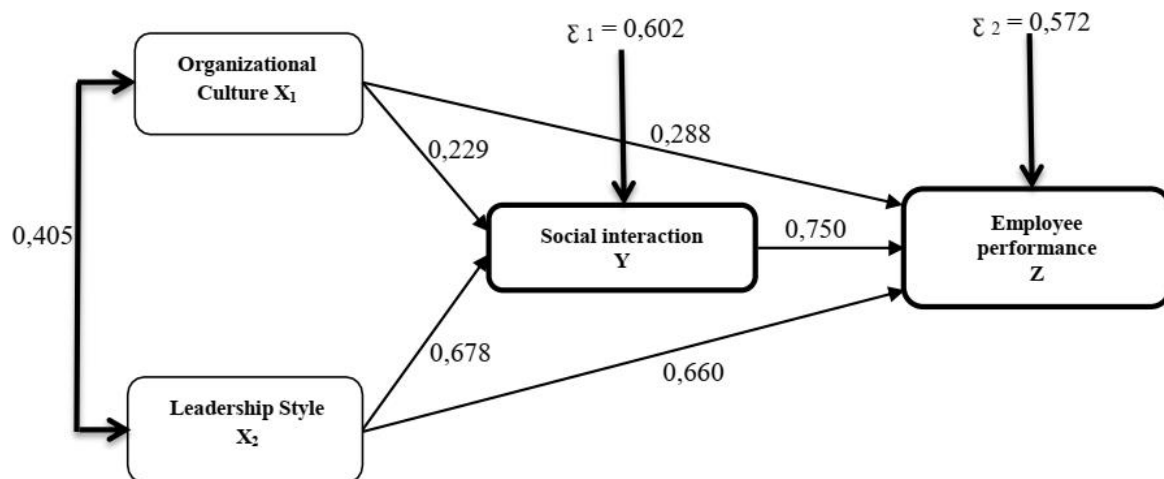 ƹ 1 = 0,602
ƹ 2 = 0,572
Organizational
Culture X₁
0,288
0,229
0,405
Social interaction
Y
0,750
Employee
performance
Z
0,678
0,660
Leadership Style
X₂